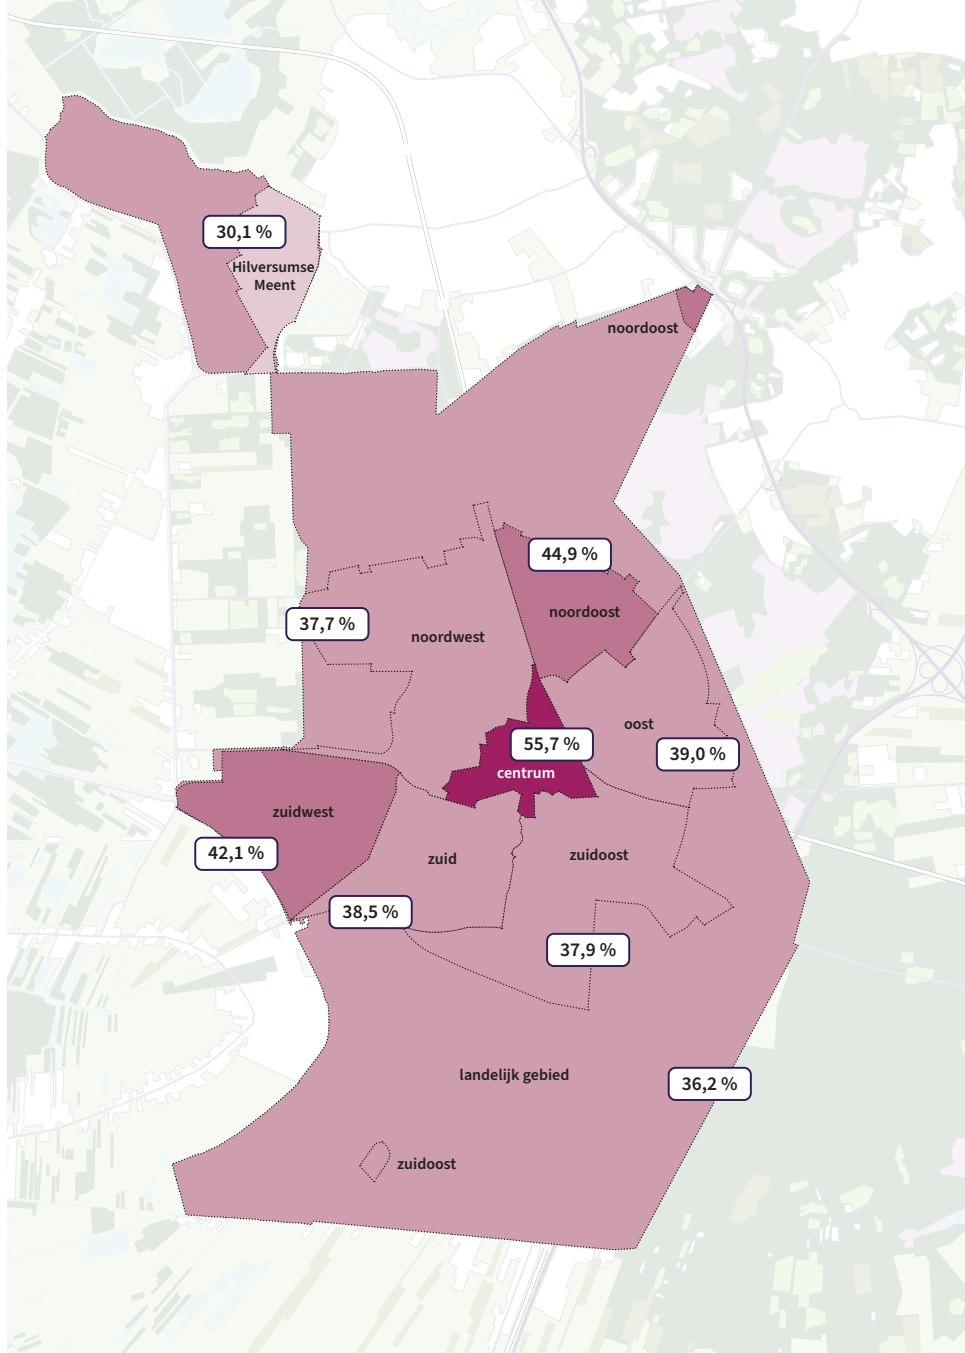 30,1 %
Hilversumse
Meent
noordoost
44,9 %
noordoost
37,7 %
noordwest
oost
55,7 %
39,0 %
centrum
zuidwest
42,1 %
zuid
zuidoost
38,5 %
37,9 %
landelijk gebied
36,2 %
zuidoost